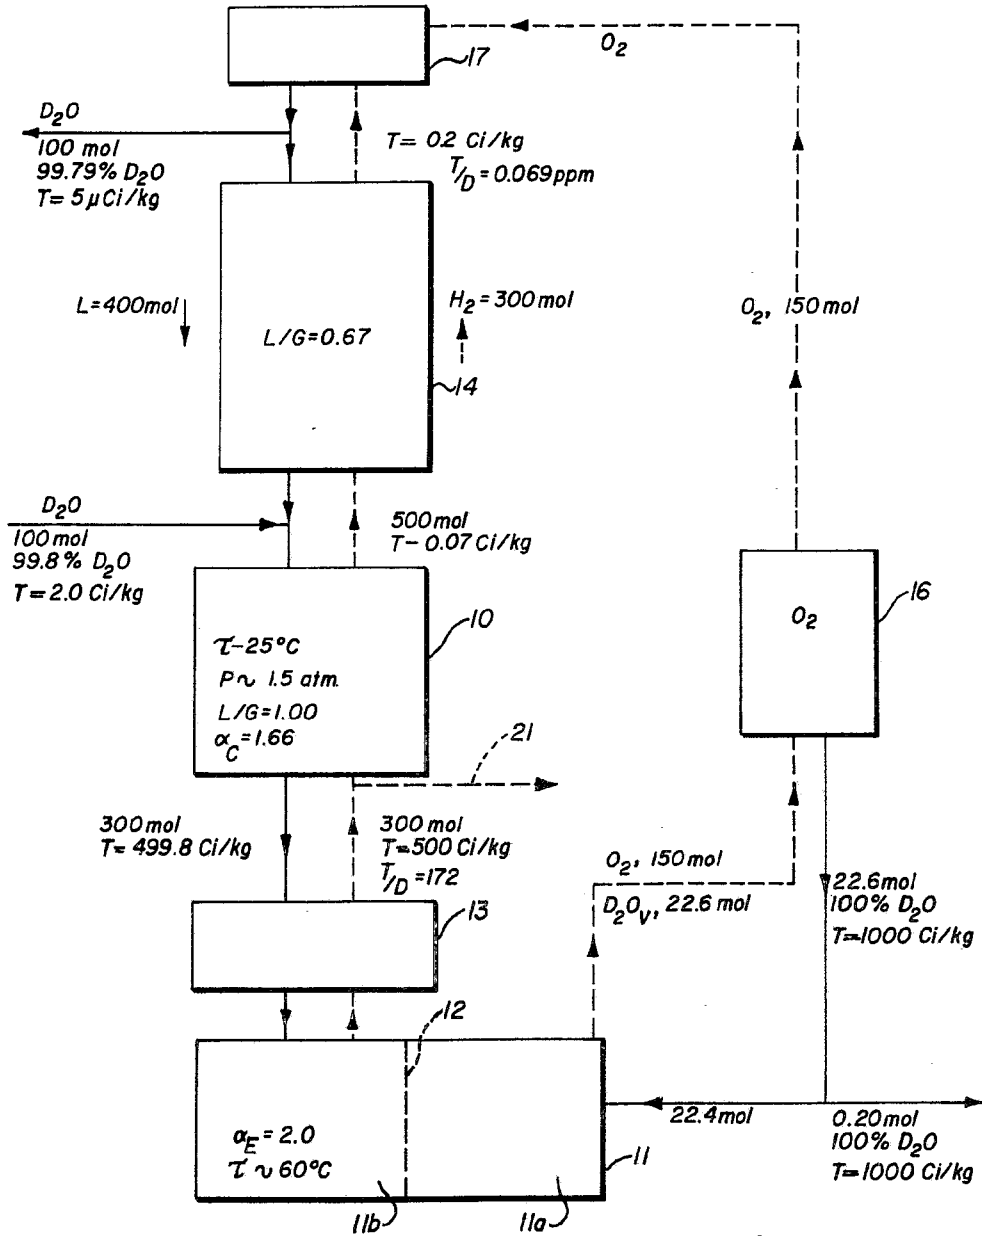 O2
17
D2O
100 mol
99.79% D2O
T= 5 μCi/kg
T= 0.2 Ci/kg
T/D = 0.069 ppm
L=400mol
H2=300 mol
L/G=0.67
14
O2, 150 mol
D2O
100 mol
99.8% D2O
T= 2.0 Ci/kg
500 mol
T- 0.07 Ci/kg
10
τ-25°C
P~ 1.5 atm.
L/G=1.00
αC=1.66
16
O2
21
300 mol
T= 499.8 Ci/kg
300 mol
T=500 Ci/kg
T/D =172
O2, 150 mol
D2OV, 22.6 mol
22.6 mol
100% D2O
T=1000 Ci/kg
13
12
αE=2.0
τ ~ 60°C
11b
11a
11
22.4 mol
0.20 mol
100% D2O
T=1000 Ci/kg